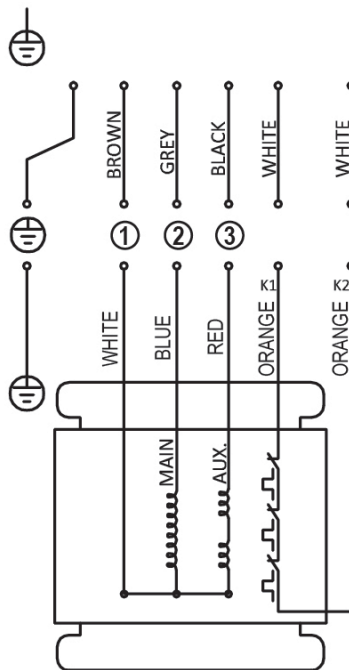 BROWN
GREY
BLACK
WHITE
WHITE
1
2
3
K1
K2
WHITE
BLUE
RED
ORANGE
ORANGE
MAIN
AUX.